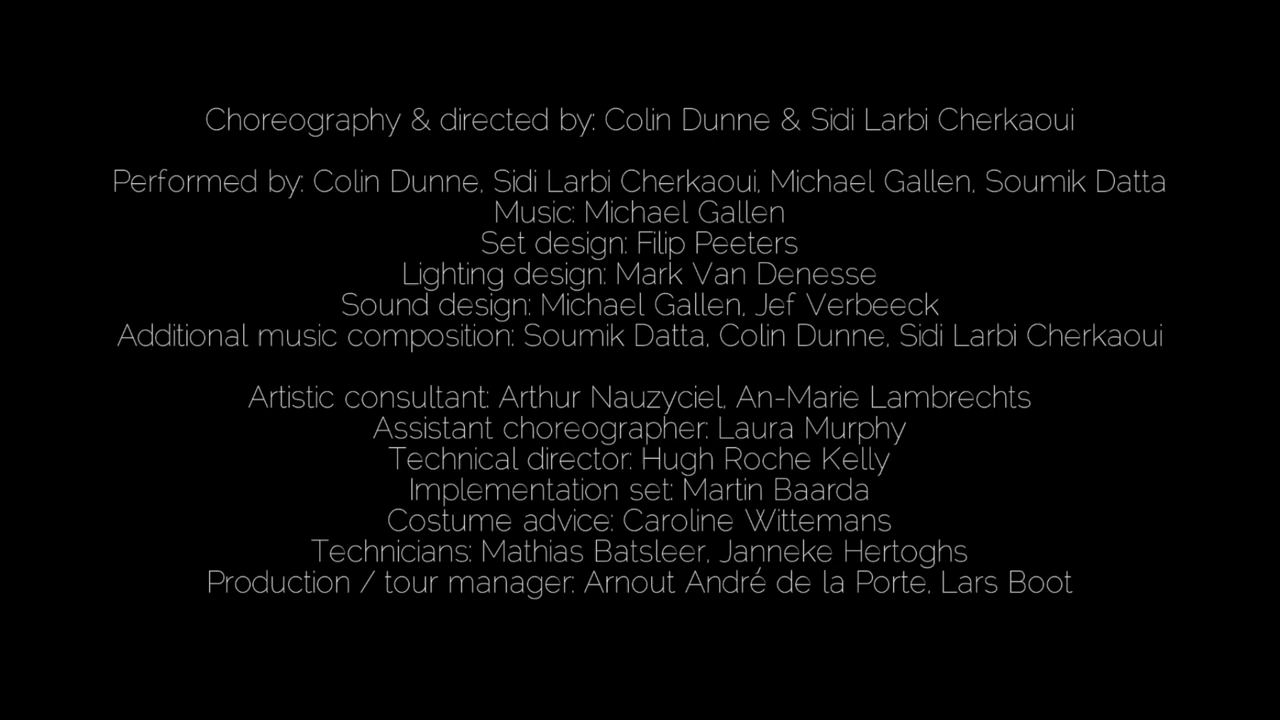 Choreography & directed by: Colin Dunne & Sidi Larbi Cherkaoui
Performed by: Colin Dunne, Sidi Larbi Cherkaoui, Michael Gallen, Soumik Datta
Music: Michael Gallen
Set design: Filip Peeters
Lighting design: Mark Van Denesse
Sound design: Michael Gallen, Jef Verbeeck
Additional music composition: Soumik Datta, Colin Dunne, Sidi Larbi Cherkaoui
Artistic consultant: Arthur Nauzyciel, An-Marie Lambrechts
Assistant choreographer: Laura Murphy
Technical director: Hugh Roche Kelly
Implementation set: Martin Baarda
Costume advice: Caroline Wittemans
Technicians: Mathias Batsleer, Janneke Hertoghs
Production / tour manager: Arnout André de la Porte, Lars Boot